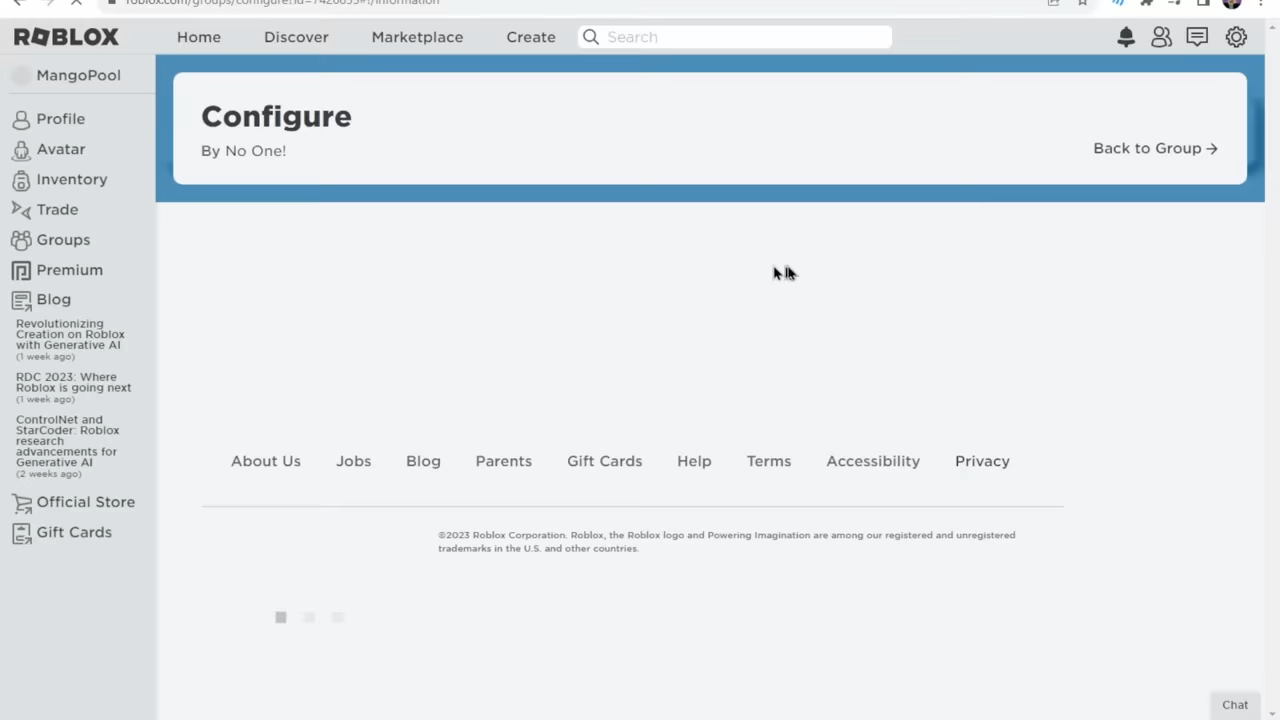 ROBLOX
Home
Discover
Marketplace
Create
Search
MangoPool
Profile
Avatar
Inventory
Trade
Groups
Premium
Blog
Revolutionizing
Creation on Roblox
with Generative AI
(1 week ago)
RDC 2023: Where
Roblox is going next
(1 week ago)
ControlNet and
StarCoder: Roblox
research
advancements for
Generative AI
(2 weeks ago)
Official Store
Gift Cards
Configure
By No One!
Back to Group →
About Us
Jobs
Blog
Parents
Gift Cards
Help
Terms
Accessibility
Privacy
©2023 Roblox Corporation. Roblox, the Roblox logo and Powering Imagination are among our registered and unregistered
trademarks in the U.S. and other countries.
Chat